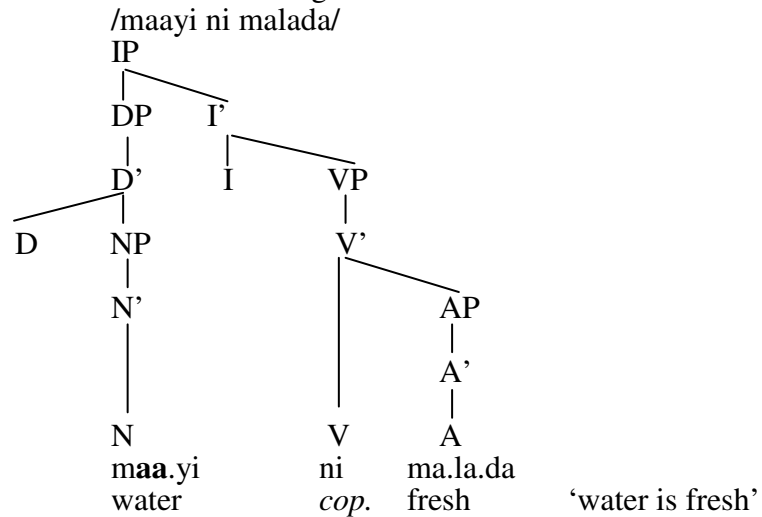 /maayi ni malada/
IP
DP I’
D’ I VP
D NP V’
N’ AP
A’
N V A
maa.yi ni ma.la.da
water cop. fresh ‘water is fresh’